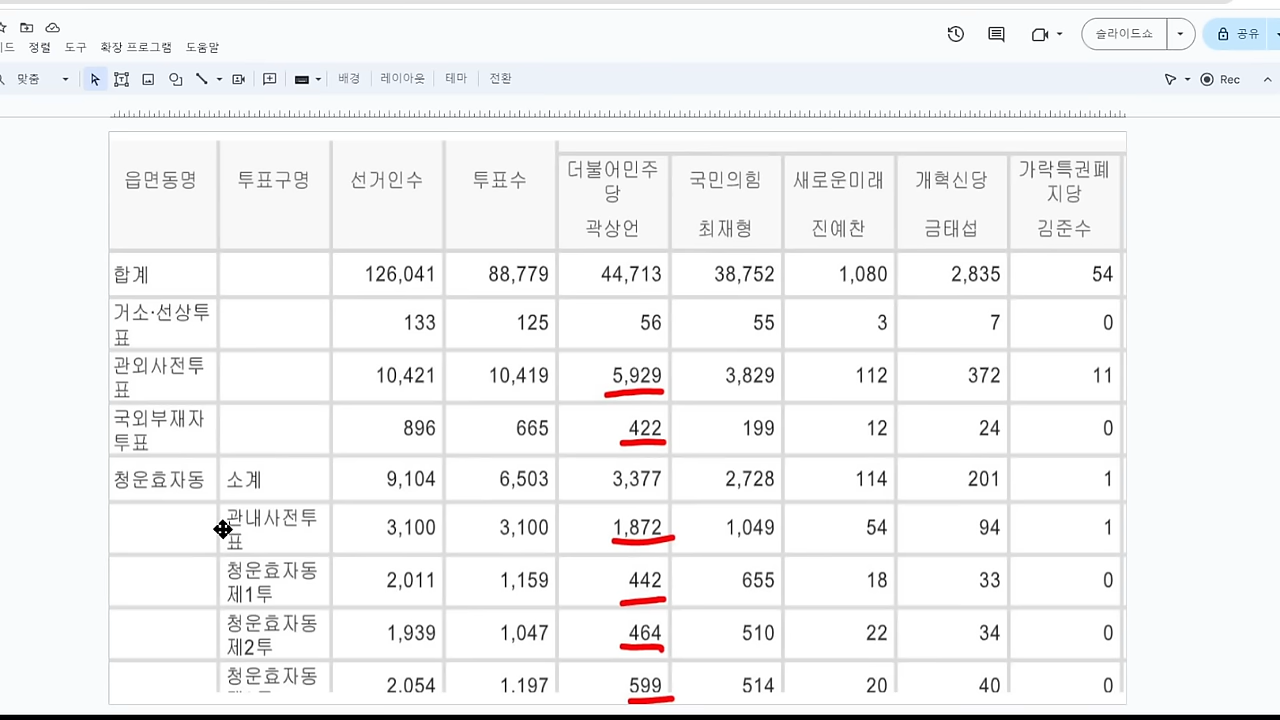 정렬 도구 확장 프로그램 도움말
슬라이드쇼
공유
맞춤
배경 레이아웃 테마 전환
Rec
읍면동명 투표구명 선거인수 투표수 더불어민주당 국민의힘 새로운미래 개혁신당 가락특권폐지당
곽상언 최재형 진예찬 금태섭 김준수
합계 126,041 88,779 44,713 38,752 1,080 2,835 54
거소·선상투표 133 125 56 55 3 7 0
관외사전투표 10,421 10,419 5,929 3,829 112 372 11
국외부재자투표 896 665 422 199 12 24 0
청운효자동 소계 9,104 6,503 3,377 2,728 114 201 1
관내사전투표 3,100 3,100 1,872 1,049 54 94 1
청운효자동제1투 2,011 1,159 442 655 18 33 0
청운효자동제2투 1,939 1,047 464 510 22 34 0
청운효자동 2,054 1,197 599 514 20 40 0